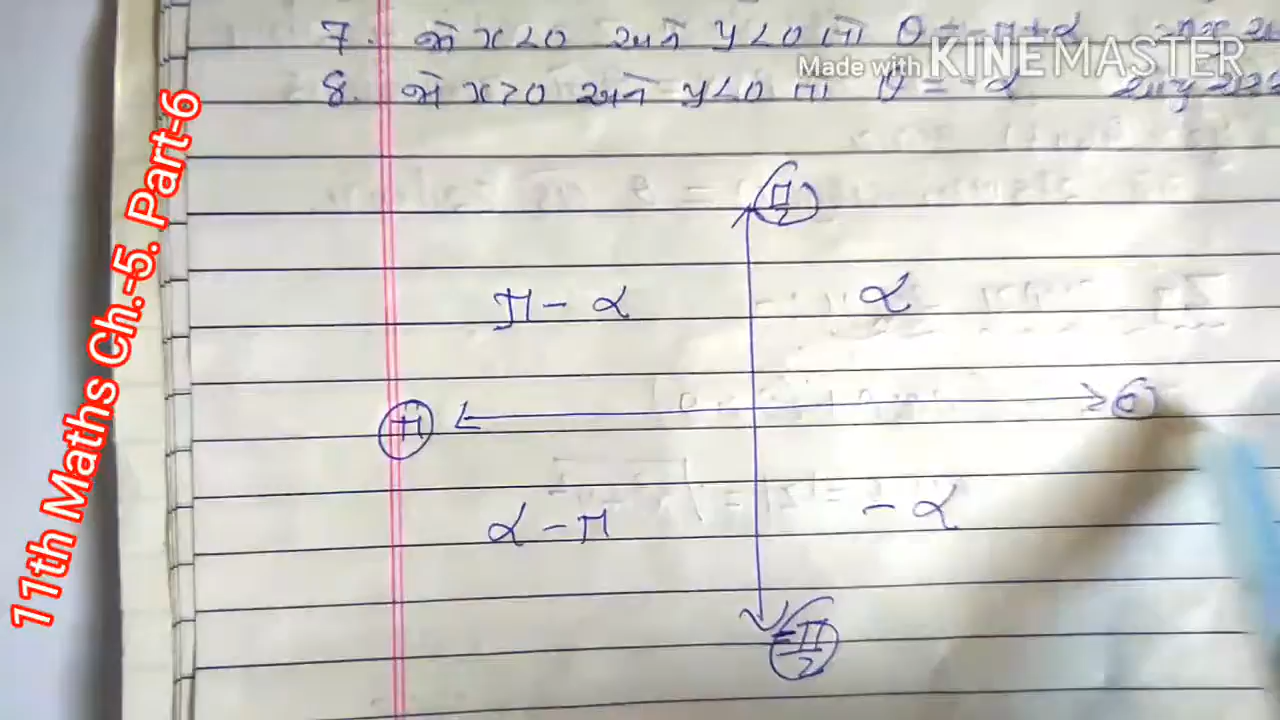 7. જો x<0 અને y<0 તો θ = -π+α
Made with KINEMASTER
8. જો x>0 અને y<0 તો θ = -α
11th Maths Ch.-5. Part-6
π/2
π - α α
π 0
α - π - α
-π/2